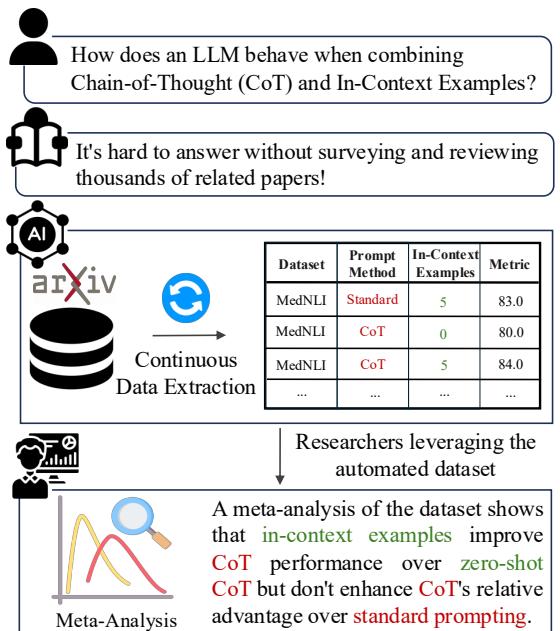 How does an LLM behave when combining
Chain-of-Thought (CoT) and In-Context Examples?
It's hard to answer without surveying and reviewing
thousands of related papers!
AI
arXiv
Continuous
Data Extraction
Dataset Prompt Method In-Context Examples Metric
MedNLI Standard 5 83.0
MedNLI CoT 0 80.0
MedNLI CoT 5 84.0
... ... ... ...
Researchers leveraging the
automated dataset
Meta-Analysis
A meta-analysis of the dataset shows
that in-context examples improve
CoT performance over zero-shot
CoT but don't enhance CoT's relative
advantage over standard prompting.